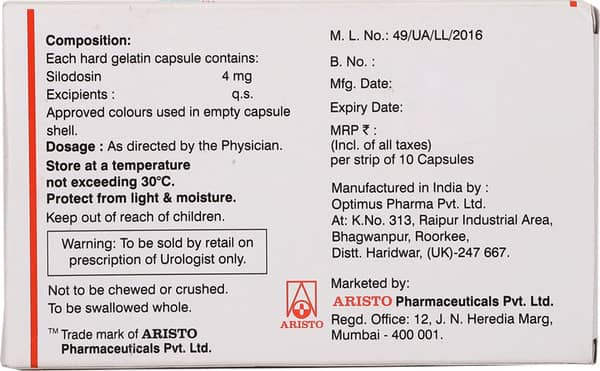 Composition:
Each hard gelatin capsule contains:
Silodosin 4 mg
Excipients : q.s.
Approved colours used in empty capsule
shell.
Dosage : As directed by the Physician.
Store at a temperature
not exceeding 30°C.
Protect from light & moisture.
Keep out of reach of children.
Warning: To be sold by retail on
prescription of Urologist only.
Not to be chewed or crushed.
To be swallowed whole.
™ Trade mark of ARISTO
Pharmaceuticals Pvt. Ltd.
ARISTO
M. L. No.: 49/UA/LL/2016
B. No. :
Mfg. Date:
Expiry Date:
MRP ₹ :
(Incl. of all taxes)
per strip of 10 Capsules
Manufactured in India by :
Optimus Pharma Pvt. Ltd.
At: K.No. 313, Raipur Industrial Area,
Bhagwanpur, Roorkee,
Distt. Haridwar, (UK)-247 667.
Marketed by:
ARISTO Pharmaceuticals Pvt. Ltd.
Regd. Office: 12, J. N. Heredia Marg,
Mumbai - 400 001.